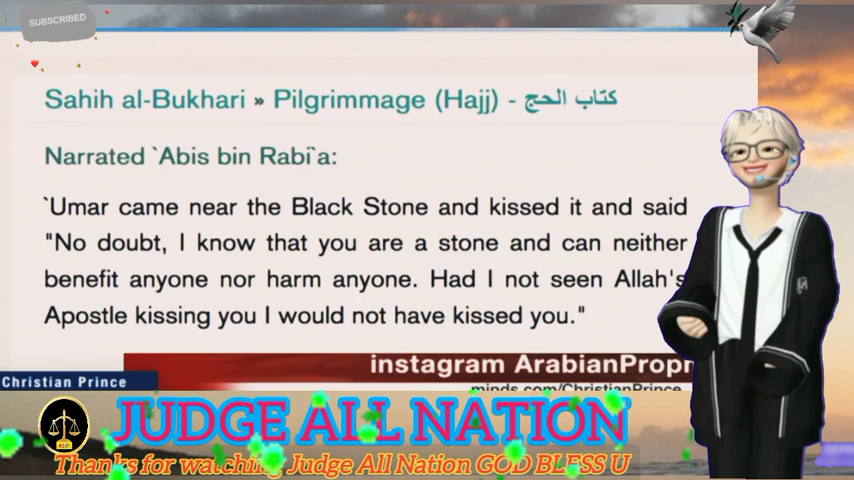 SUBSCRIBED
Sahih al-Bukhari » Pilgrimmage (Hajj) - كتاب الحج
Narrated `Abis bin Rabi`a:
`Umar came near the Black Stone and kissed it and said
"No doubt, I know that you are a stone and can neither
benefit anyone nor harm anyone. Had I not seen Allah's
Apostle kissing you I would not have kissed you."
instagram ArabianProph
Christian Prince
minds.com/ChristianPrince
JUDGE ALL NATION
Thanks for watching Judge All Nation GOD BLESS U